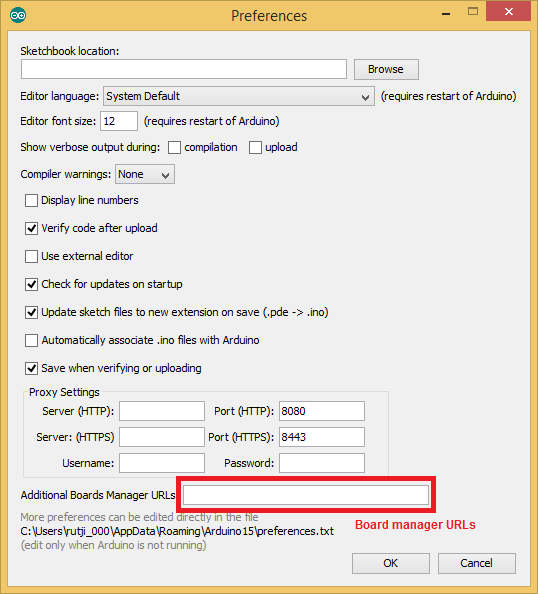 Preferences
Sketchbook location:
Browse
Editor language: System Default (requires restart of Arduino)
Editor font size: 12 (requires restart of Arduino)
Show verbose output during: compilation upload
Compiler warnings: None
Display line numbers
Verify code after upload
Use external editor
Check for updates on startup
Update sketch files to new extension on save (.pde -> .ino)
Automatically associate .ino files with Arduino
Save when verifying or uploading
Proxy Settings
Server (HTTP): Port (HTTP): 8080
Server: (HTTPS) Port (HTTPS): 8443
Username: Password:
Additional Boards Manager URLs
More preferences can be edited directly in the file
Board manager URLs
C:\Users\rutji_000\AppData\Roaming\Arduino15\preferences.txt
(edit only when Arduino is not running)
OK Cancel